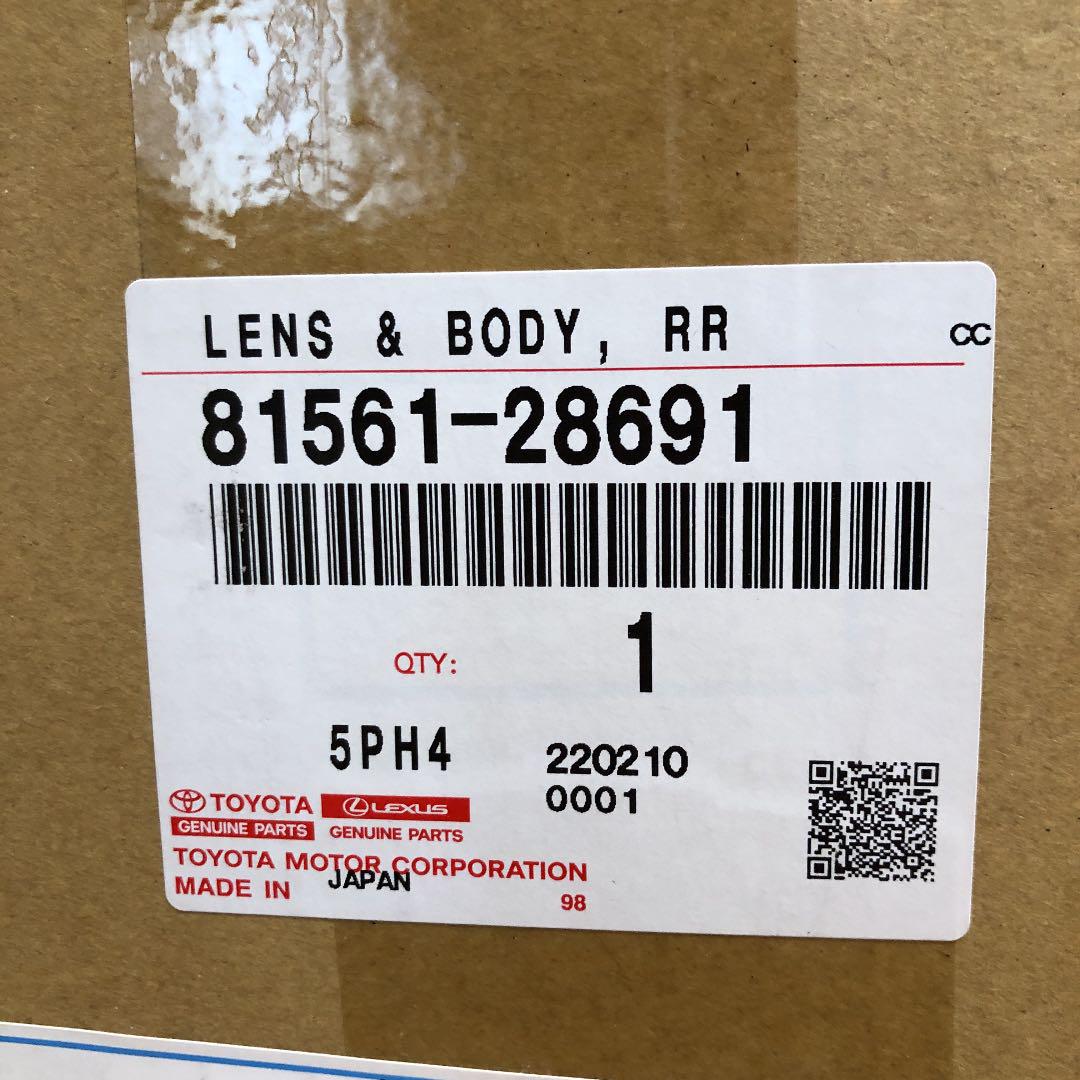 LENS & BODY, RR
CC
81561-28691
QTY: 1
5PH4
220210
0001
TOYOTA
GENUINE PARTS
LEXUS
GENUINE PARTS
TOYOTA MOTOR CORPORATION
MADE IN JAPAN
98